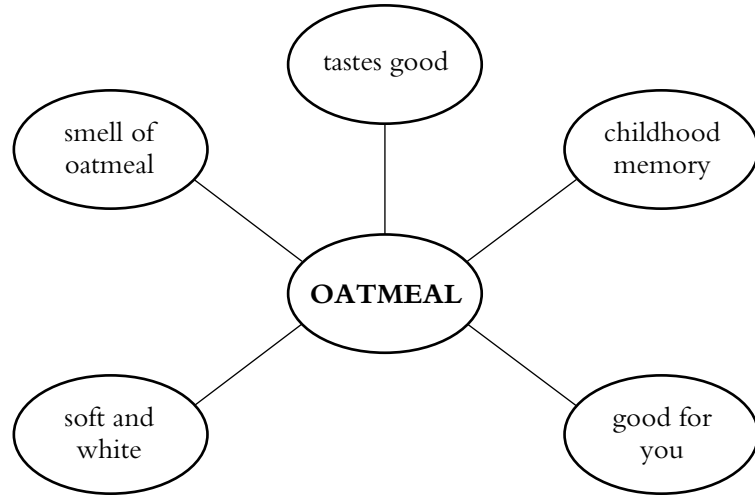 tastes good
smell of
oatmeal
childhood
memory
OATMEAL
soft and
white
good for
you